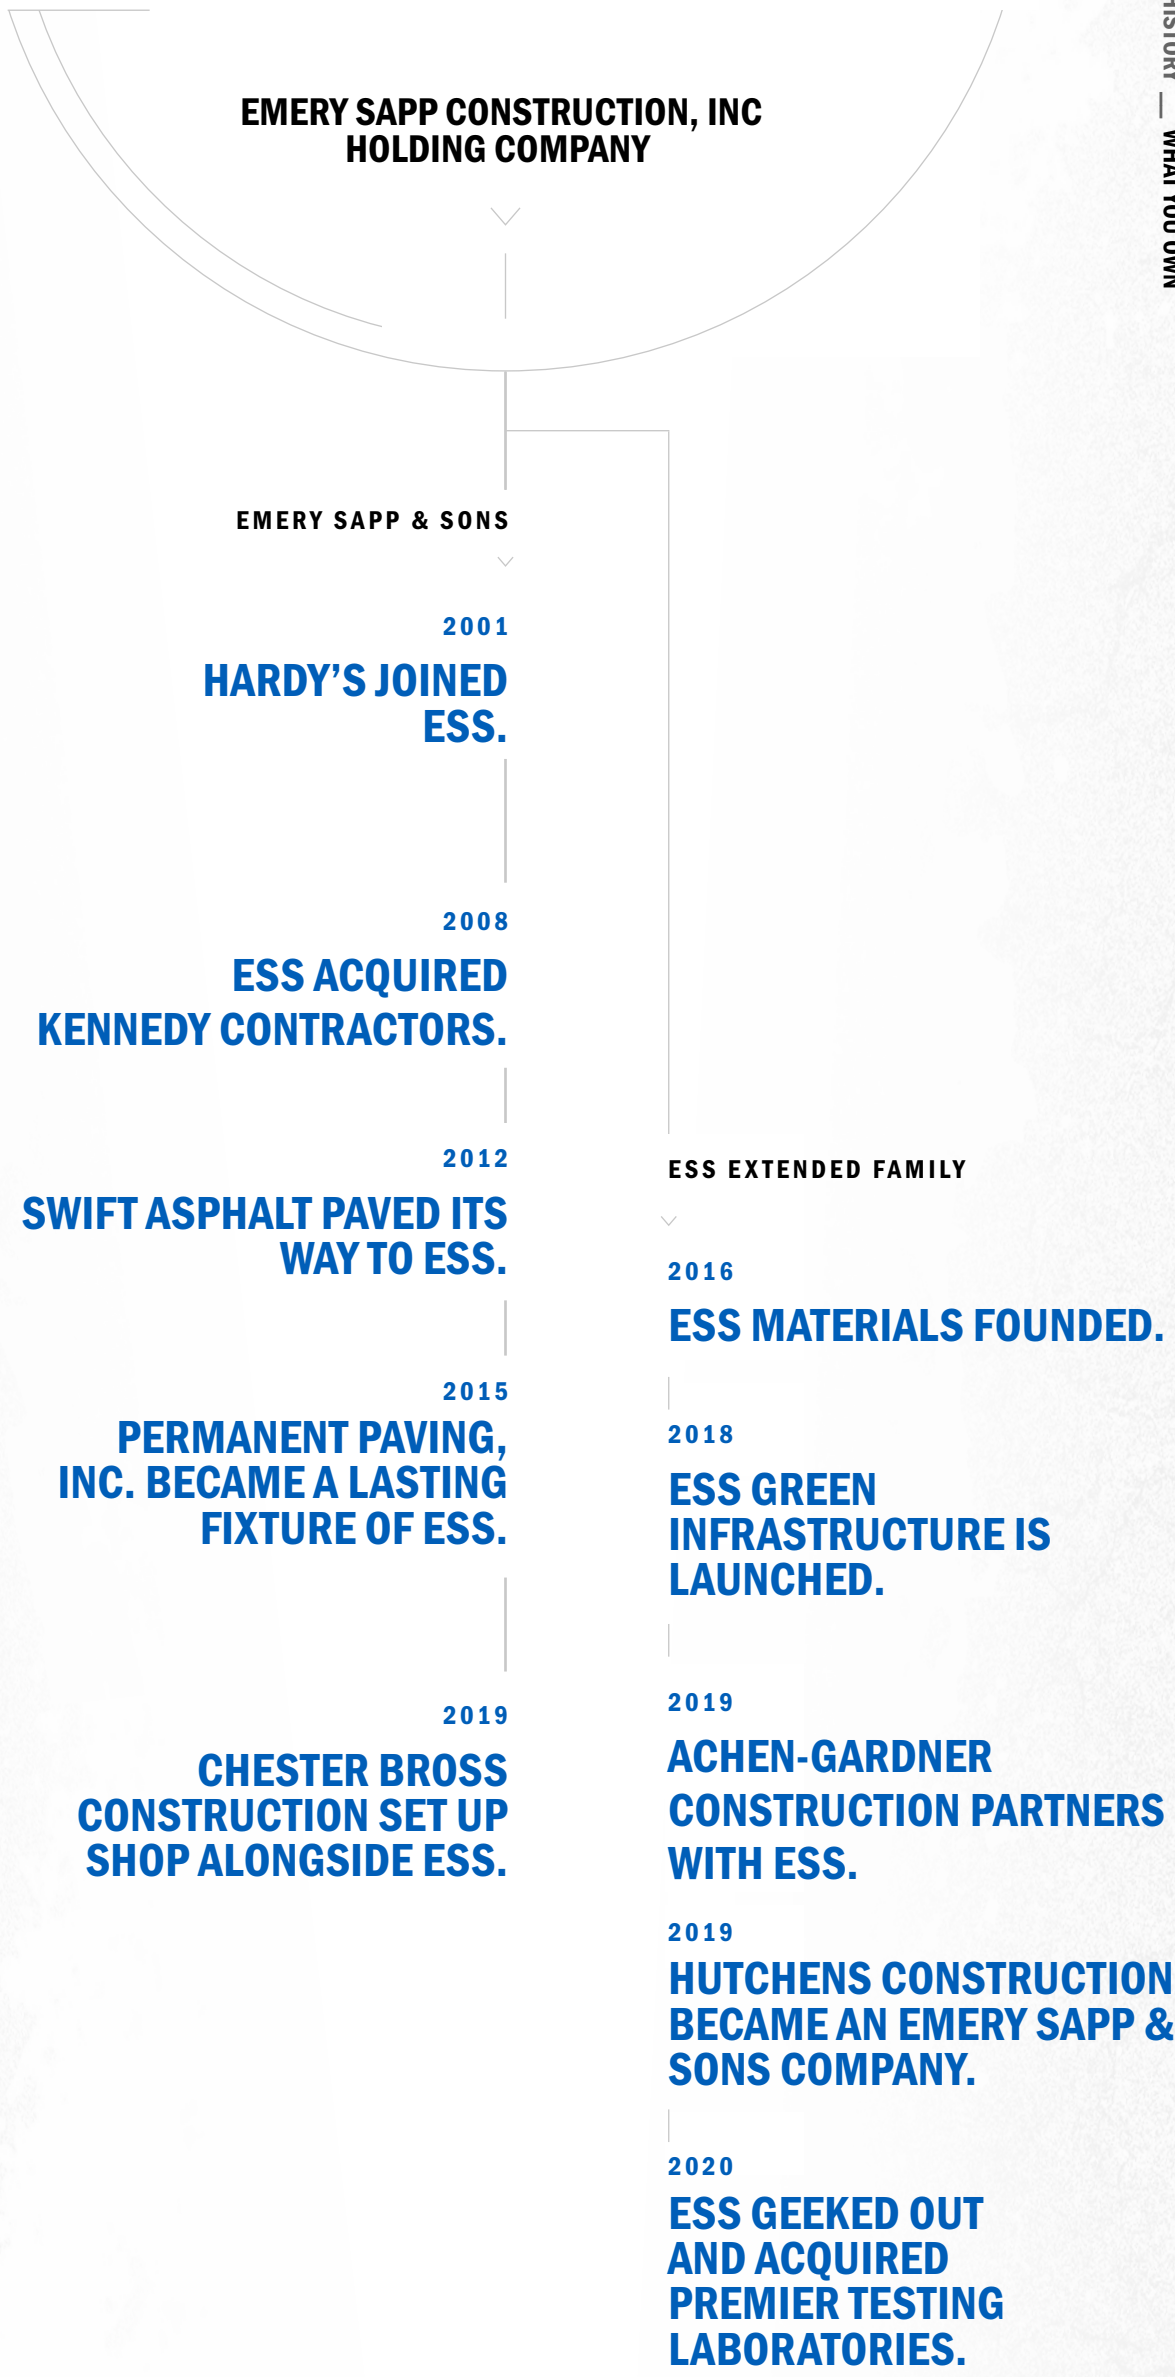 HISTORY — WHAT YOU OWN
EMERY SAPP CONSTRUCTION, INC
HOLDING COMPANY
EMERY SAPP & SONS
2001
HARDY’S JOINED
ESS.
2008
ESS ACQUIRED
KENNEDY CONTRACTORS.
2012
SWIFT ASPHALT PAVED ITS
WAY TO ESS.
2015
PERMANENT PAVING,
INC. BECAME A LASTING
FIXTURE OF ESS.
2019
CHESTER BROSS
CONSTRUCTION SET UP
SHOP ALONGSIDE ESS.
ESS EXTENDED FAMILY
2016
ESS MATERIALS FOUNDED.
2018
ESS GREEN
INFRASTRUCTURE IS
LAUNCHED.
2019
ACHEN-GARDNER
CONSTRUCTION PARTNERS
WITH ESS.
2019
HUTCHENS CONSTRUCTION
BECAME AN EMERY SAPP &
SONS COMPANY.
2020
ESS GEEKED OUT
AND ACQUIRED
PREMIER TESTING
LABORATORIES.